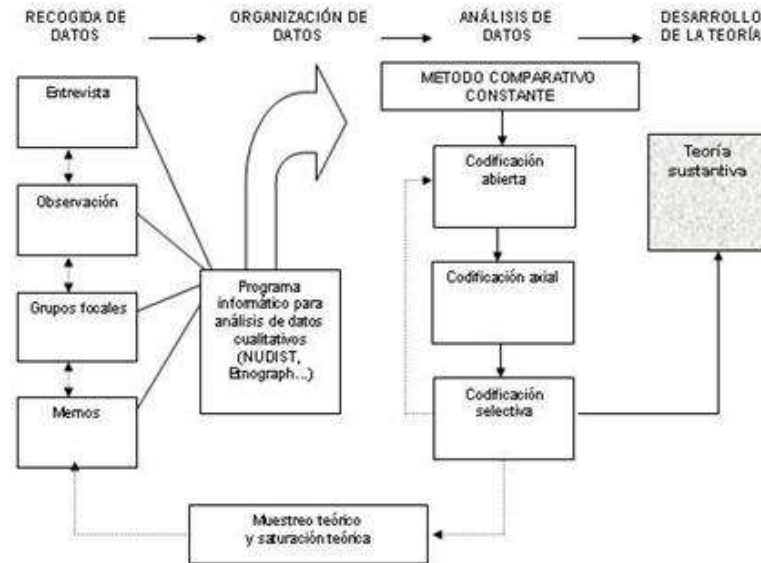 RECOGIDA DE
DATOS
ORGANIZACIÓN DE
DATOS
ANÁLISIS DE
DATOS
DESARROLLO
DE LA TEORÍA
Entrevista
Observación
Grupos focales
Memos
Programa
informático para
análisis de datos
cualitativos
(NUDIST,
Etnograph...)
METODO COMPARATIVO
CONSTANTE
Codificación
abierta
Codificación axial
Codificación
selectiva
Teoría
sustantiva
Muestreo teórico
y saturación teórica